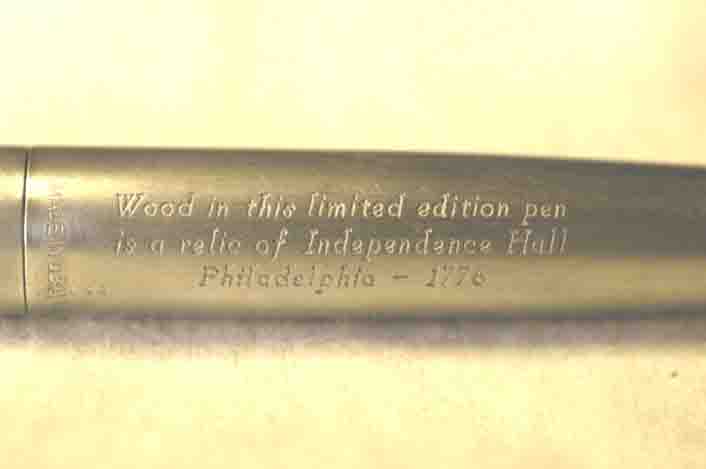 Wood in this limited edition pen
is a relic of Independence Hall
Philadelphia - 1776